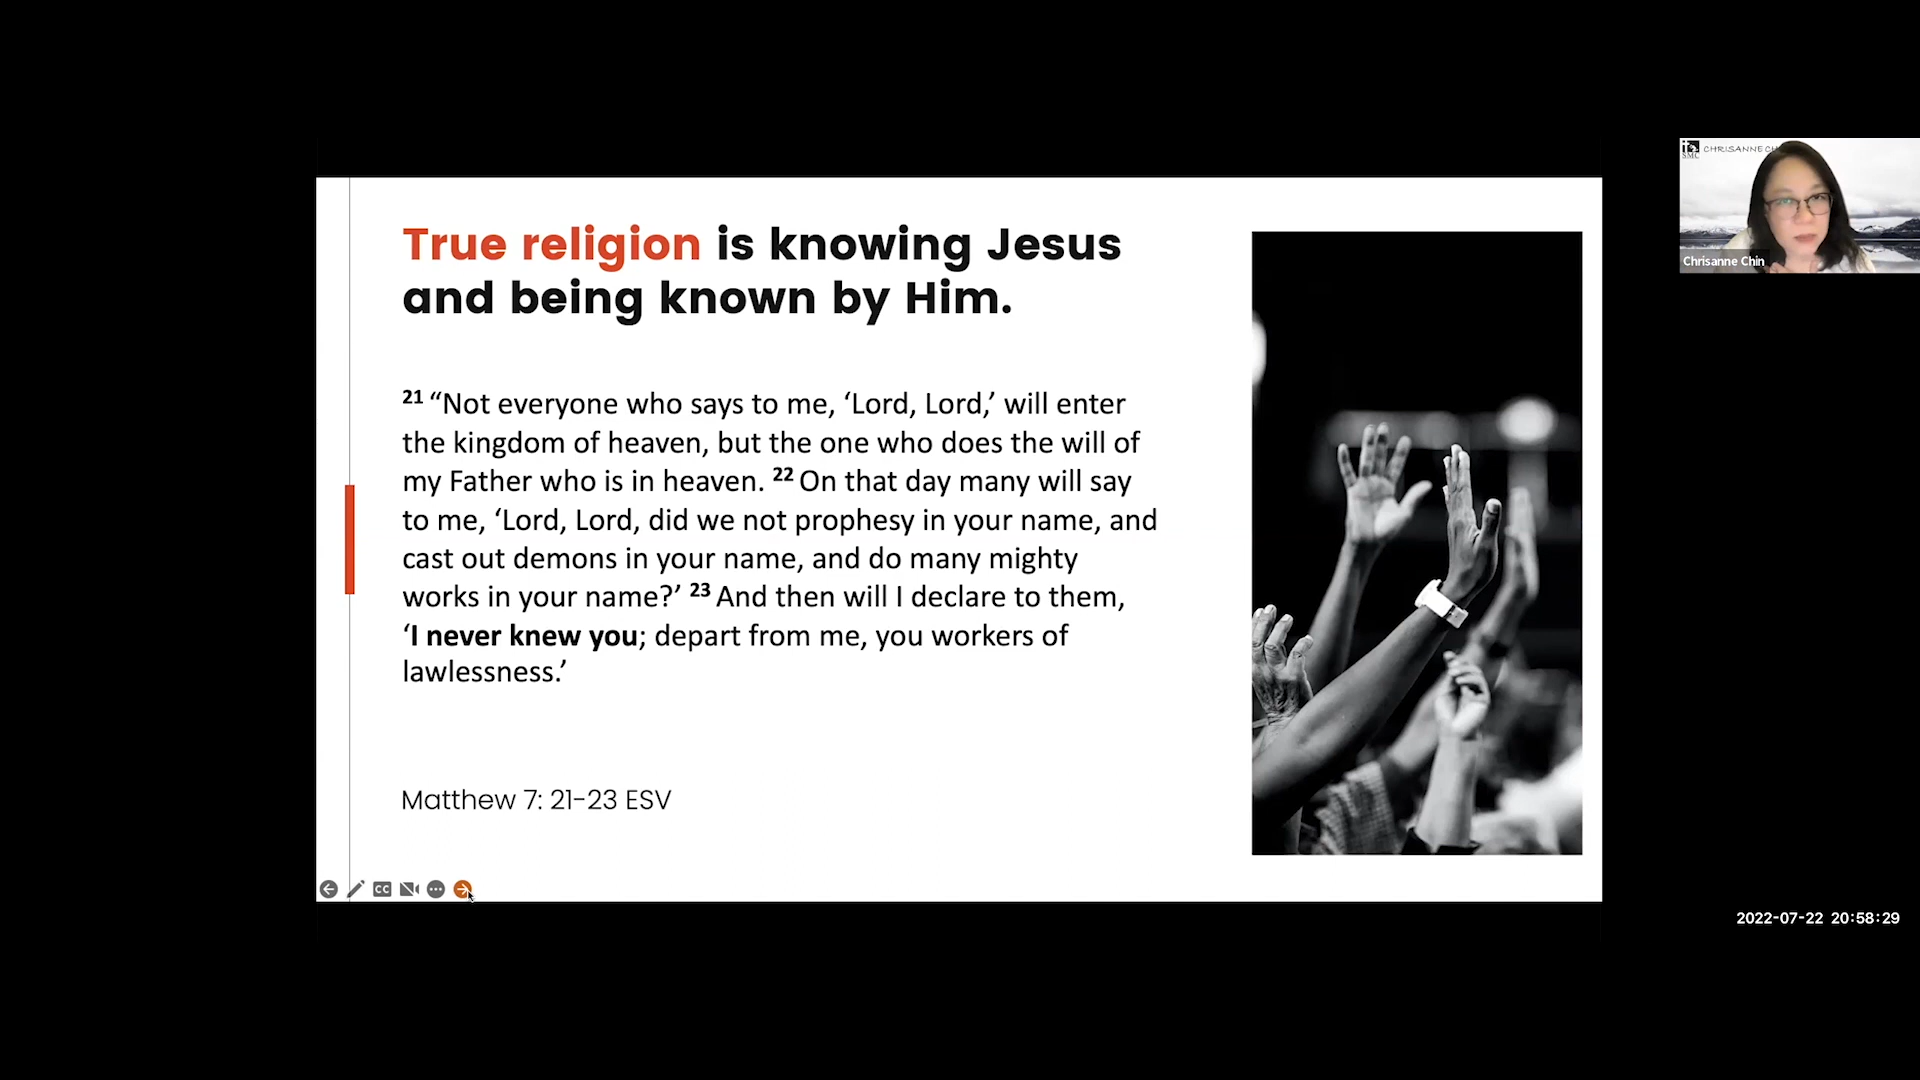 True religion is knowing Jesus
and being known by Him.
21 “Not everyone who says to me, ‘Lord, Lord,’ will enter
the kingdom of heaven, but the one who does the will of
my Father who is in heaven. 22 On that day many will say
to me, ‘Lord, Lord, did we not prophesy in your name, and
cast out demons in your name, and do many mighty
works in your name?’ 23 And then will I declare to them,
‘I never knew you; depart from me, you workers of
lawlessness.’
Matthew 7: 21-23 ESV
CC
SMC
CHRISANNE CH
Chrisanne Chin
2022-07-22 20:58:29